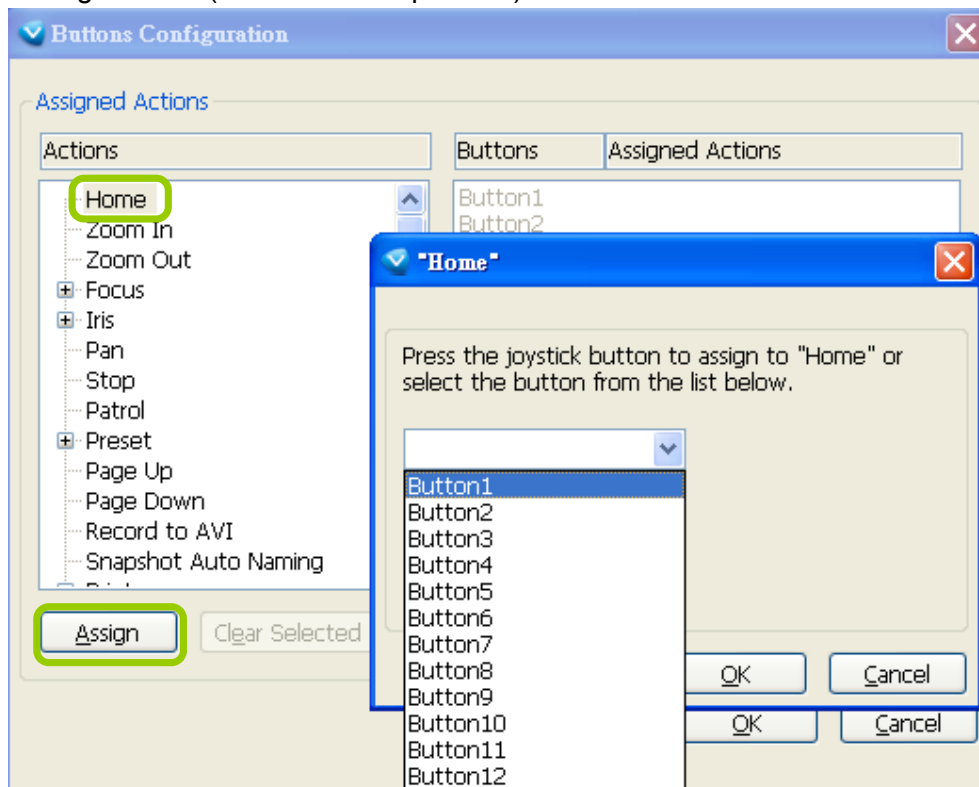 Buttons Configuration
Assigned Actions
Actions
Buttons
Assigned Actions
Home
Zoom In
Zoom Out
Focus
Iris
Pan
Stop
Patrol
Preset
Page Up
Page Down
Record to AVI
Snapshot Auto Naming
Button1
Button2
Assign
Clear Selected
"Home"
Press the joystick button to assign to "Home" or
select the button from the list below.
Button1
Button2
Button3
Button4
Button5
Button6
Button7
Button8
Button9
Button10
Button11
Button12
OK
Cancel
OK
Cancel